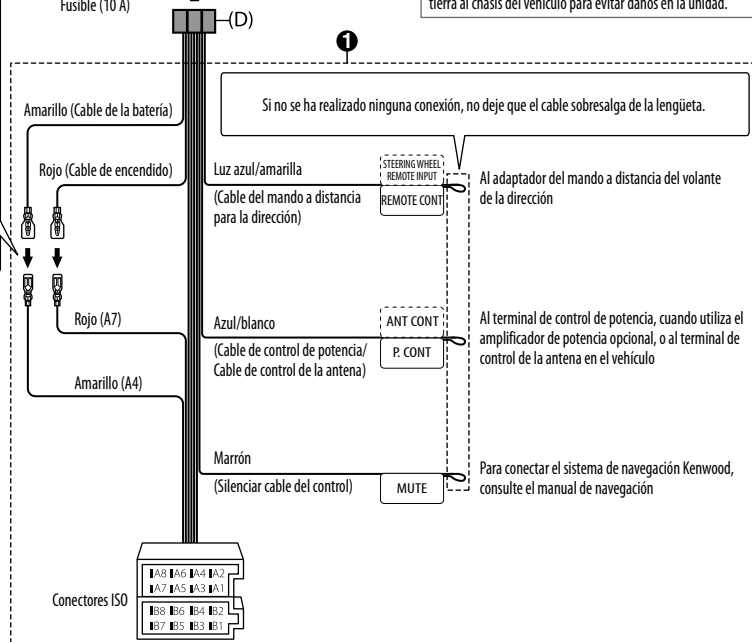 Fusible (10 A)
tierra al chasis del vehículo para evitar daños en la unidad.
(D)
1
Amarillo (Cable de la batería)
Si no se ha realizado ninguna conexión, no deje que el cable sobresalga de la lengüeta.
Rojo (Cable de encendido)
Luz azul/amarilla
(Cable del mando a distancia
para la dirección)
STEERING WHEEL
REMOTE INPUT
REMOTE CONT
Al adaptador del mando a distancia del volante
de la dirección
Rojo (A7)
Azul/blanco
(Cable de control de potencia/
Cable de control de la antena)
ANT CONT
P. CONT
Al terminal de control de potencia, cuando utiliza el
amplificador de potencia opcional, o al terminal de
control de la antena en el vehículo
Amarillo (A4)
Marrón
(Silenciar cable del control)
MUTE
Para conectar el sistema de navegación Kenwood,
consulte el manual de navegación
Conectores ISO
A8 A6 A4 A2
A7 A5 A3 A1
B8 B6 B4 B2
B7 B5 B3 B1